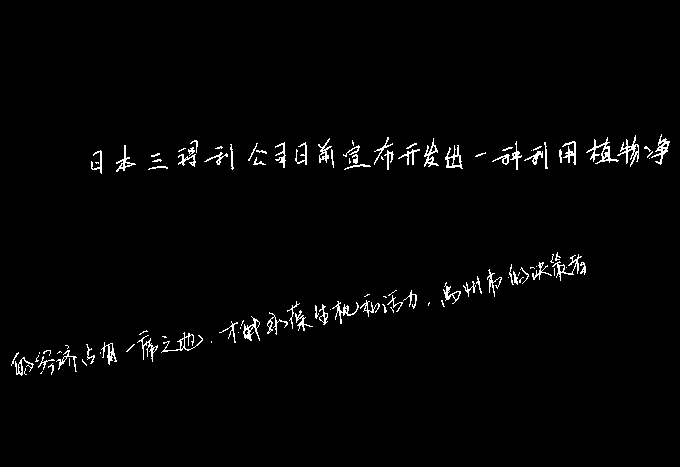 日本三得利公司日前宣布开发出一种利用植物净
的经济占有一席之地，才能永葆生机和活力，禹州市的决策者